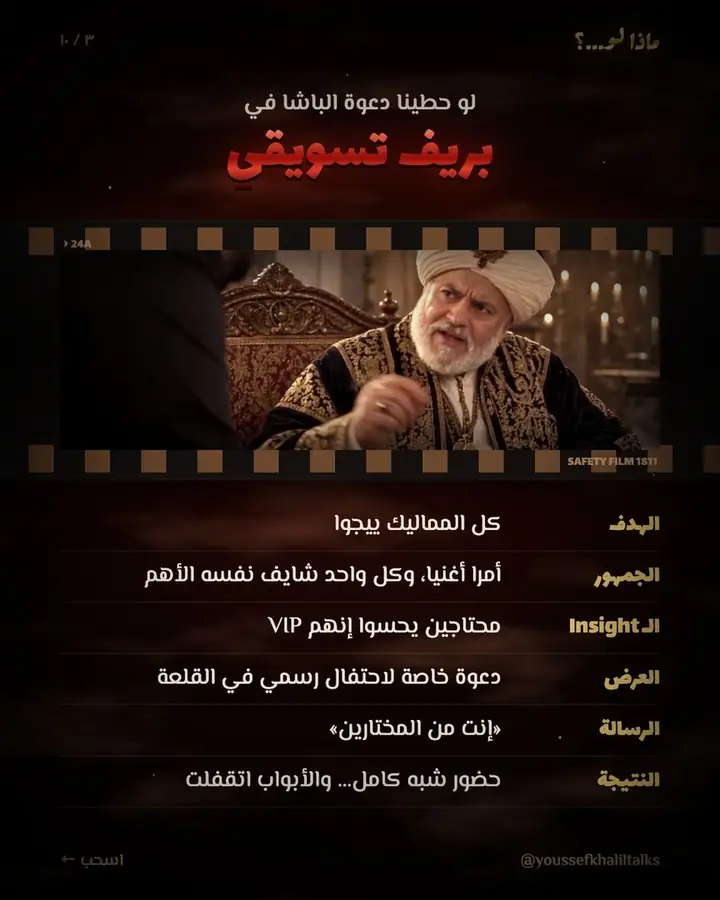 ماذا لو...؟
٣ / ١٠
لو حطينا دعوة الباشا في
بريف تسويقي
24A
SAFETY FILM 1811
الهدف كل المماليك ييجوا
الجمهور أمرا أغنيا، وكل واحد شايف نفسه الأهم
الـ Insight محتاجين يحسوا إنهم VIP
العرض دعوة خاصة لاحتفال رسمي في القلعة
الرسالة «إنت من المختارين»
النتيجة حضور شبه كامل... والأبواب اتقفلت
@youssefkhaliltalks
اسحب ←